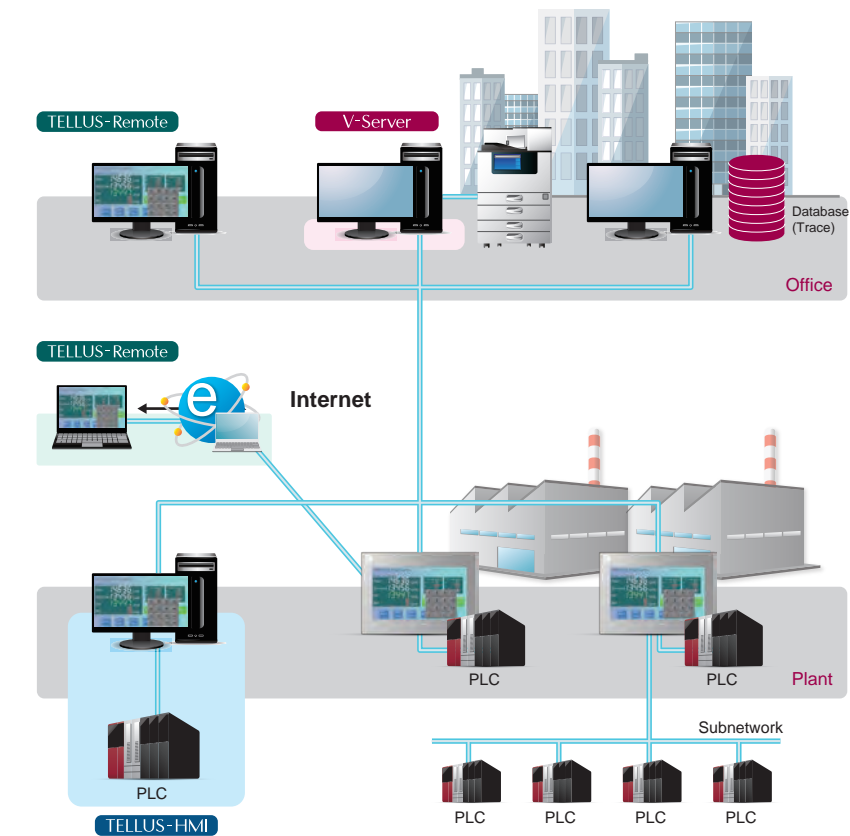 TELLUS-Remote
V-Server
Database
(Trace)
Office
TELLUS-Remote
e
Internet
PLC
PLC
Plant
Subnetwork
PLC
PLC
PLC
PLC
PLC
TELLUS-HMI